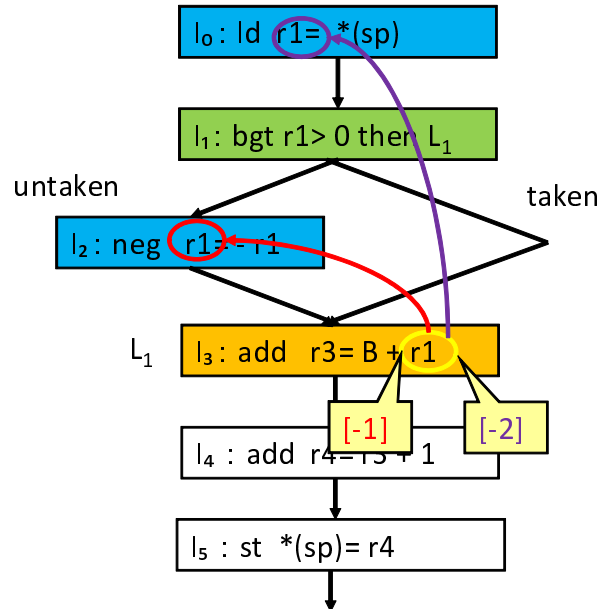 I₀ : ld r1= *(sp)
I₁ : bgt r1> 0 then L₁
untaken
taken
I₂ : neg r1= - r1
L₁
I₃ : add r3= B + r1
[-1]
[-2]
I₄ : add r4= r3 + 1
I₅ : st *(sp)= r4